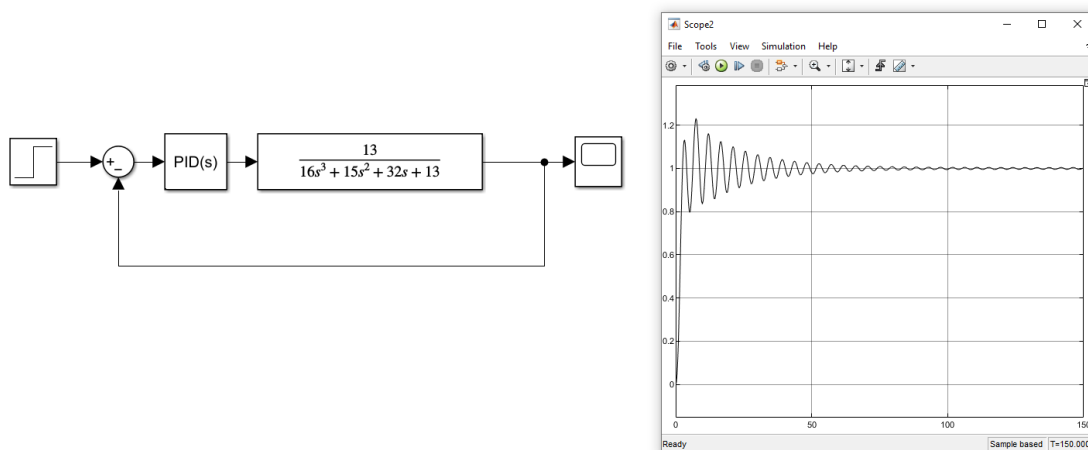 Scope2
File Tools View Simulation Help
PID(s)
+
−
13
16s³ + 15s² + 32s + 13
1.2
1
0.8
0.6
0.4
0.2
0
0 50 100 150
Ready Sample based T=150.000